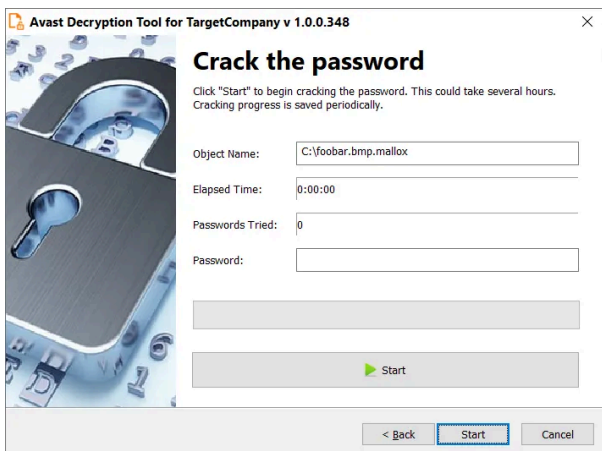 Avast Decryption Tool for TargetCompany v 1.0.0.348
Crack the password
Click "Start" to begin cracking the password. This could take several hours.
Cracking progress is saved periodically.
Object Name: C:\foobar.bmp.mallox
Elapsed Time: 0:00:00
Passwords Tried: 0
Password:
Start
< Back Start Cancel